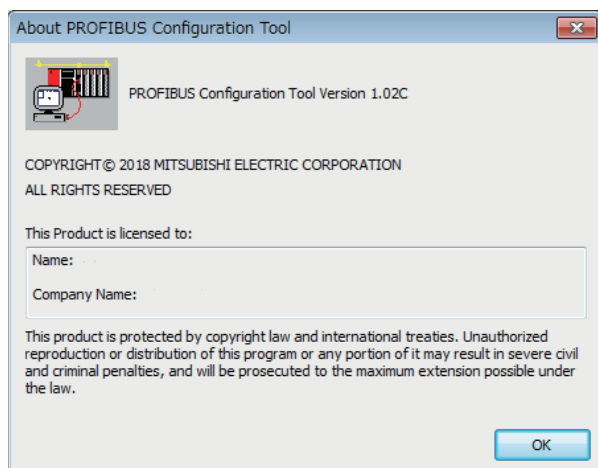 About PROFIBUS Configuration Tool
PROFIBUS Configuration Tool Version 1.02C
COPYRIGHT© 2018 MITSUBISHI ELECTRIC CORPORATION
ALL RIGHTS RESERVED
This Product is licensed to:
Name:
Company Name:
This product is protected by copyright law and international treaties. Unauthorized
reproduction or distribution of this program or any portion of it may result in severe civil
and criminal penalties, and will be prosecuted to the maximum extension possible under
the law.
OK